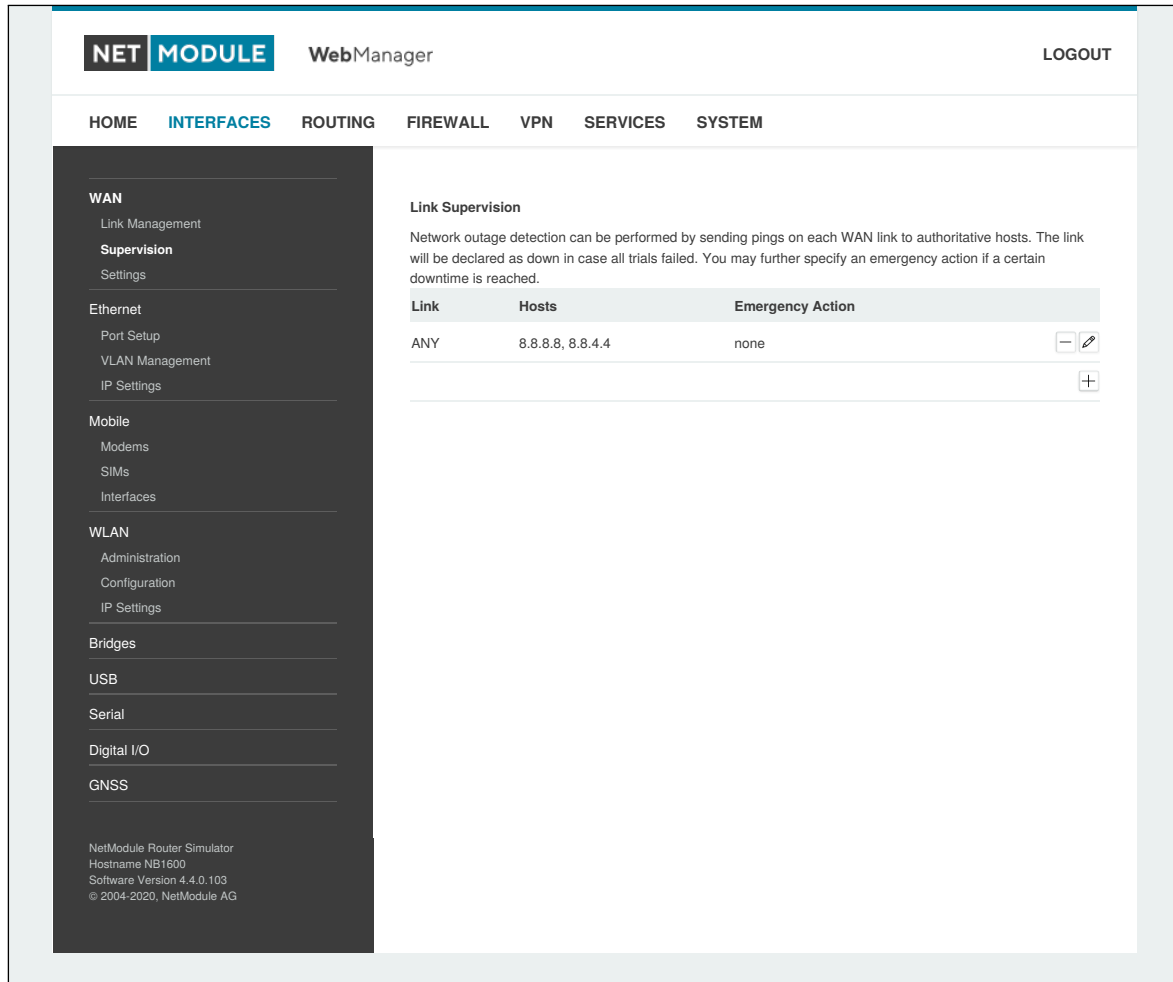 NET MODULE WebManager LOGOUT
HOME INTERFACES ROUTING FIREWALL VPN SERVICES SYSTEM
WAN
Link Management
Supervision
Settings
Ethernet
Port Setup
VLAN Management
IP Settings
Mobile
Modems
SIMs
Interfaces
WLAN
Administration
Configuration
IP Settings
Bridges
USB
Serial
Digital I/O
GNSS
NetModule Router Simulator
Hostname NB1600
Software Version 4.4.0.103
© 2004-2020, NetModule AG
Link Supervision
Network outage detection can be performed by sending pings on each WAN link to authoritative hosts. The link
will be declared as down in case all trials failed. You may further specify an emergency action if a certain
downtime is reached.
Link Hosts Emergency Action
ANY 8.8.8.8, 8.8.4.4 none